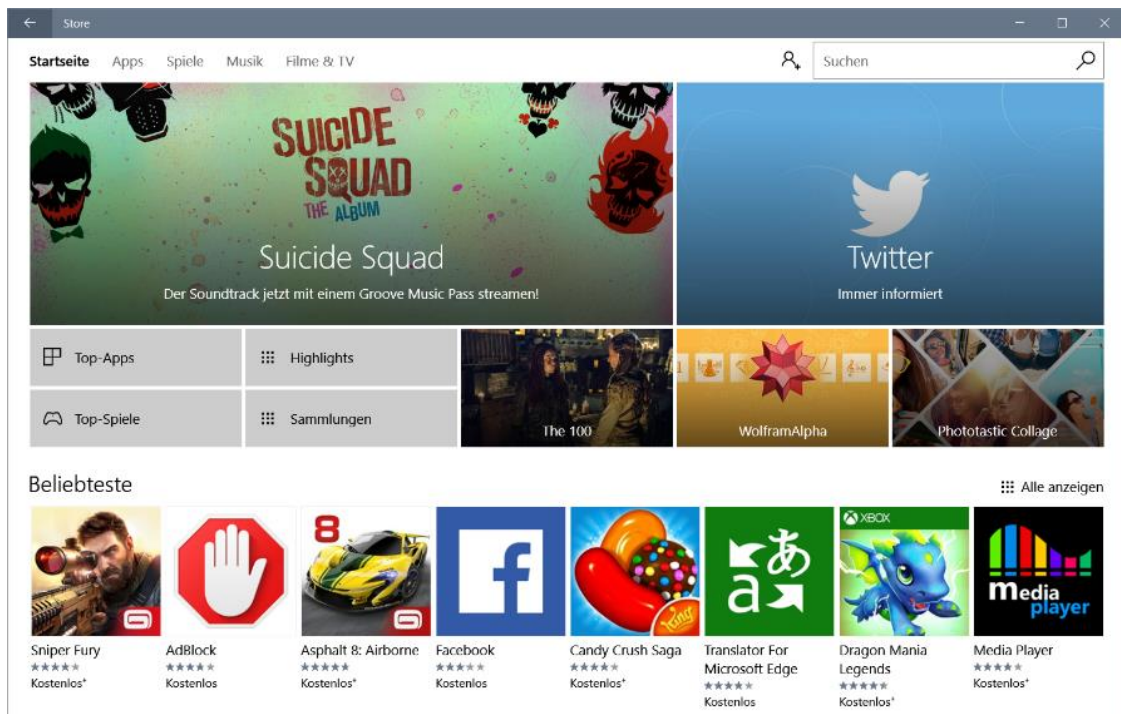 Store
Startseite Apps Spiele Musik Filme & TV
Suchen
SUICIDE
SQUAD
THE ALBUM
Suicide Squad
Der Soundtrack jetzt mit einem Groove Music Pass streamen!
Twitter
Immer informiert
Top-Apps
Highlights
Top-Spiele
Sammlungen
The 100
WolframAlpha
Phototastic Collage
Beliebteste
Alle anzeigen
8
f
King
あ
a
XBOX
media
player
Sniper Fury
Kostenlos*
AdBlock
Kostenlos
Asphalt 8: Airborne
Kostenlos*
Facebook
Kostenlos
Candy Crush Saga
Kostenlos*
Translator For
Microsoft Edge
Kostenlos
Dragon Mania
Legends
Kostenlos*
Media Player
Kostenlos*